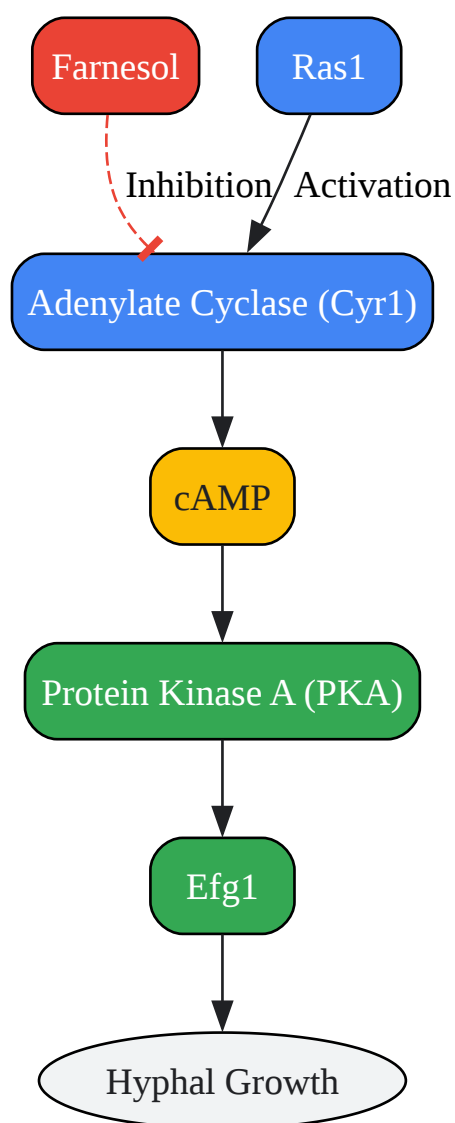 Farnesol
Ras1
Inhibition
Activation
Adenylate Cyclase (Cyr1)
cAMP
Protein Kinase A (PKA)
Efg1
Hyphal Growth